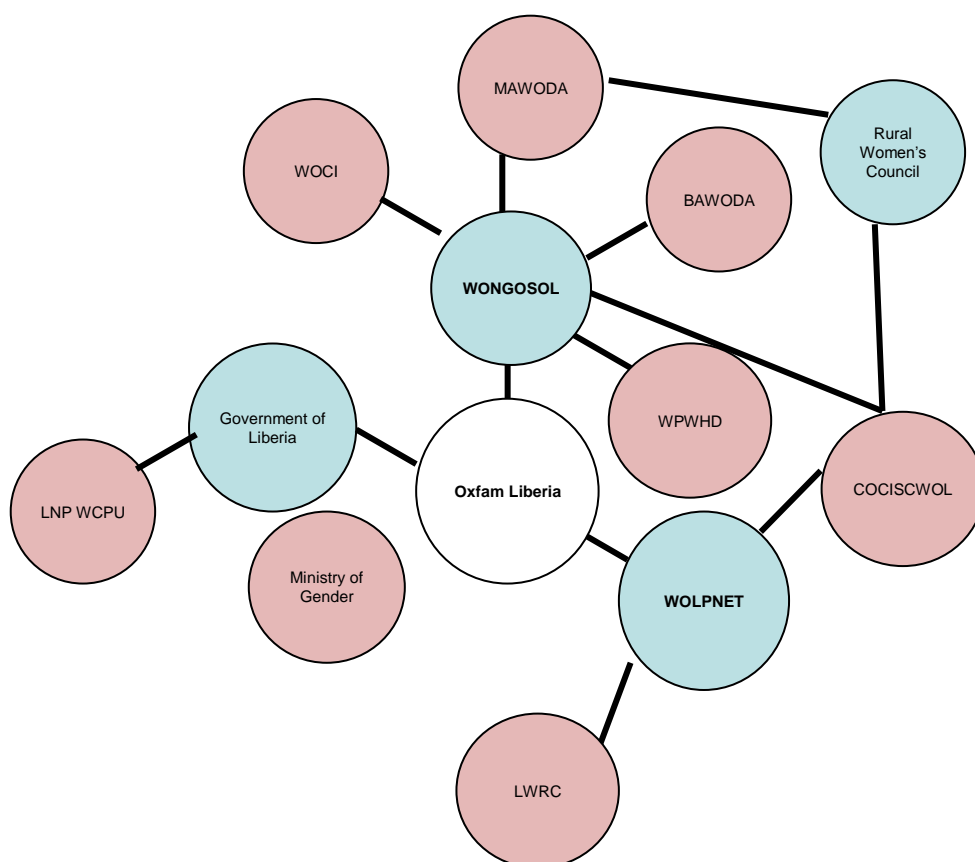 MAWODA
Rural
Women's
Council
WOCI
BAWODA
WONGOSOL
Government of
Liberia
WPWHD
Oxfam Liberia
COCISCWOL
LNP WCPU
Ministry of
Gender
WOLPNET
LWRC